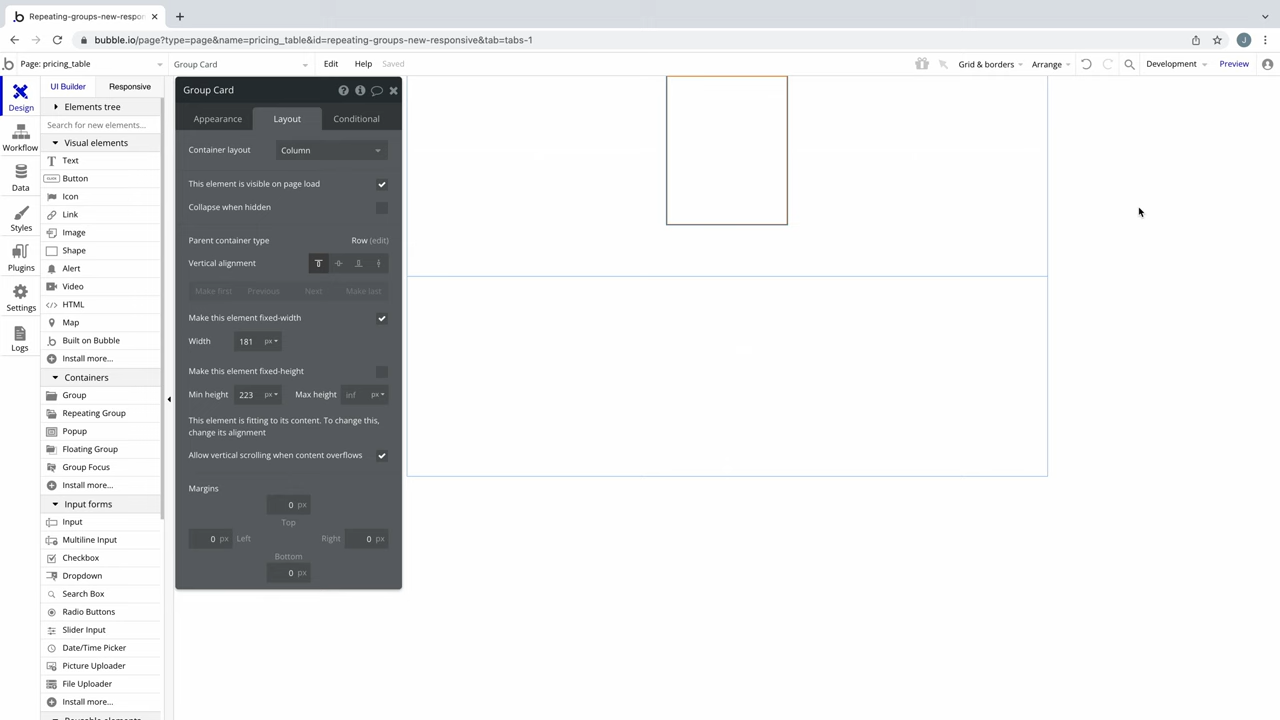 Repeating-groups-new-respon
bubble.io/page?type=page&name=pricing_table&id=repeating-groups-new-responsive&tab=tabs-1
J
Page: pricing_table
Group Card
Edit
Help
Saved
Grid & borders
Arrange
Development
Preview
Design
Workflow
Data
Styles
Plugins
Settings
Logs
UI Builder
Responsive
Elements tree
Search for new elements...
Visual elements
Text
Button
Icon
Link
Image
Shape
Alert
Video
HTML
Map
Built on Bubble
Install more...
Containers
Group
Repeating Group
Popup
Floating Group
Group Focus
Install more...
Input forms
Input
Multiline Input
Checkbox
Dropdown
Search Box
Radio Buttons
Slider Input
Date/Time Picker
Picture Uploader
File Uploader
Install more...
Group Card
Appearance
Layout
Conditional
Container layout
Column
This element is visible on page load
Collapse when hidden
Parent container type
Row (edit)
Vertical alignment
Make first
Previous
Next
Make last
Make this element fixed-width
Width
181 px
Make this element fixed-height
Min height
223 px
Max height
inf px
This element is fitting to its content. To change this,
change its alignment
Allow vertical scrolling when content overflows
Margins
0 px
Top
0 px
Left
Right
0 px
Bottom
0 px